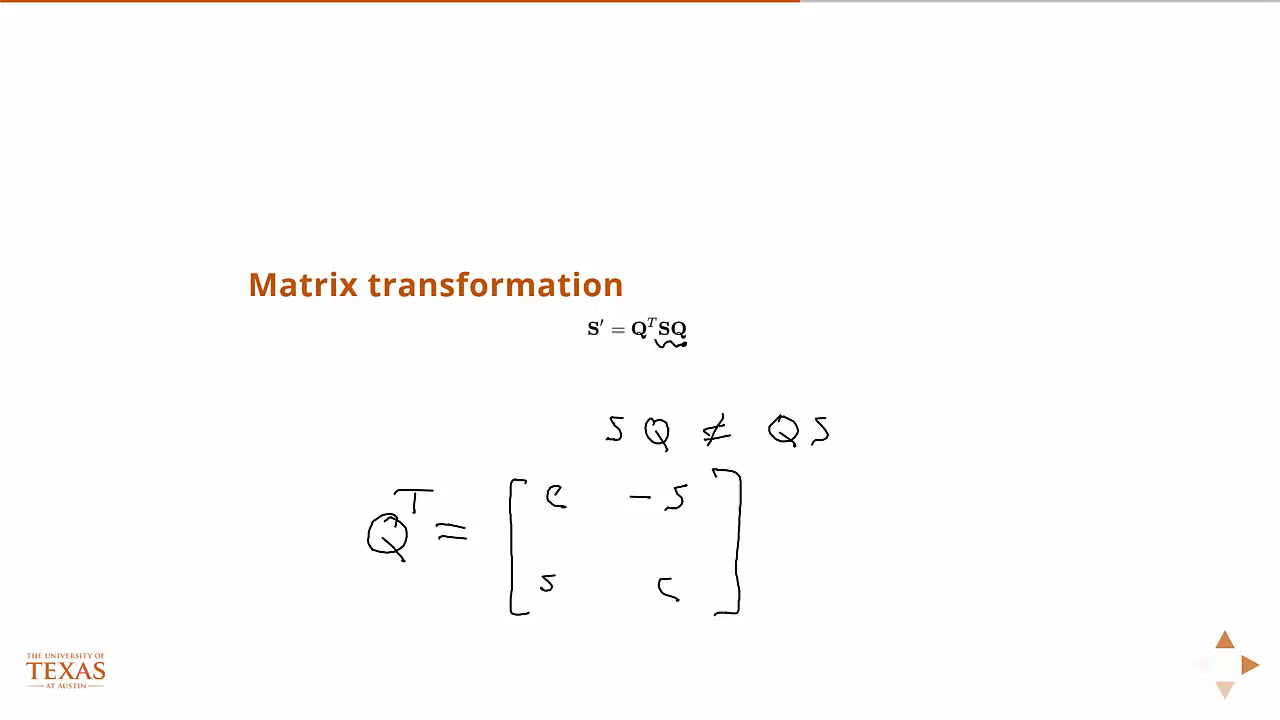 Matrix transformation
S′ = QᵀSQ
S Q ≠ Q S
Qᵀ = [ c -s
s c ]
THE UNIVERSITY OF
TEXAS
AT AUSTIN